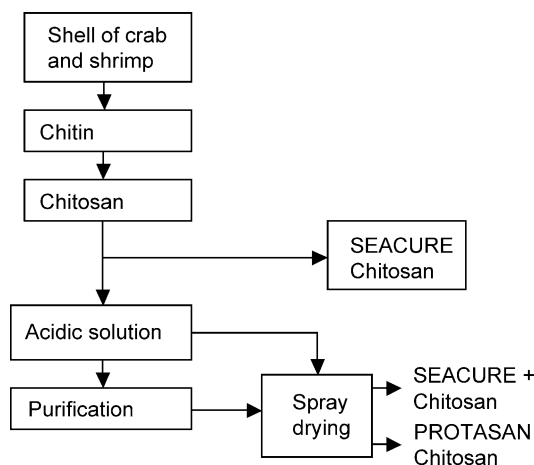 Shell of crab
and shrimp
Chitin
Chitosan
SEACURE
Chitosan
Acidic solution
Purification
Spray
drying
SEACURE +
Chitosan
PROTASAN
Chitosan